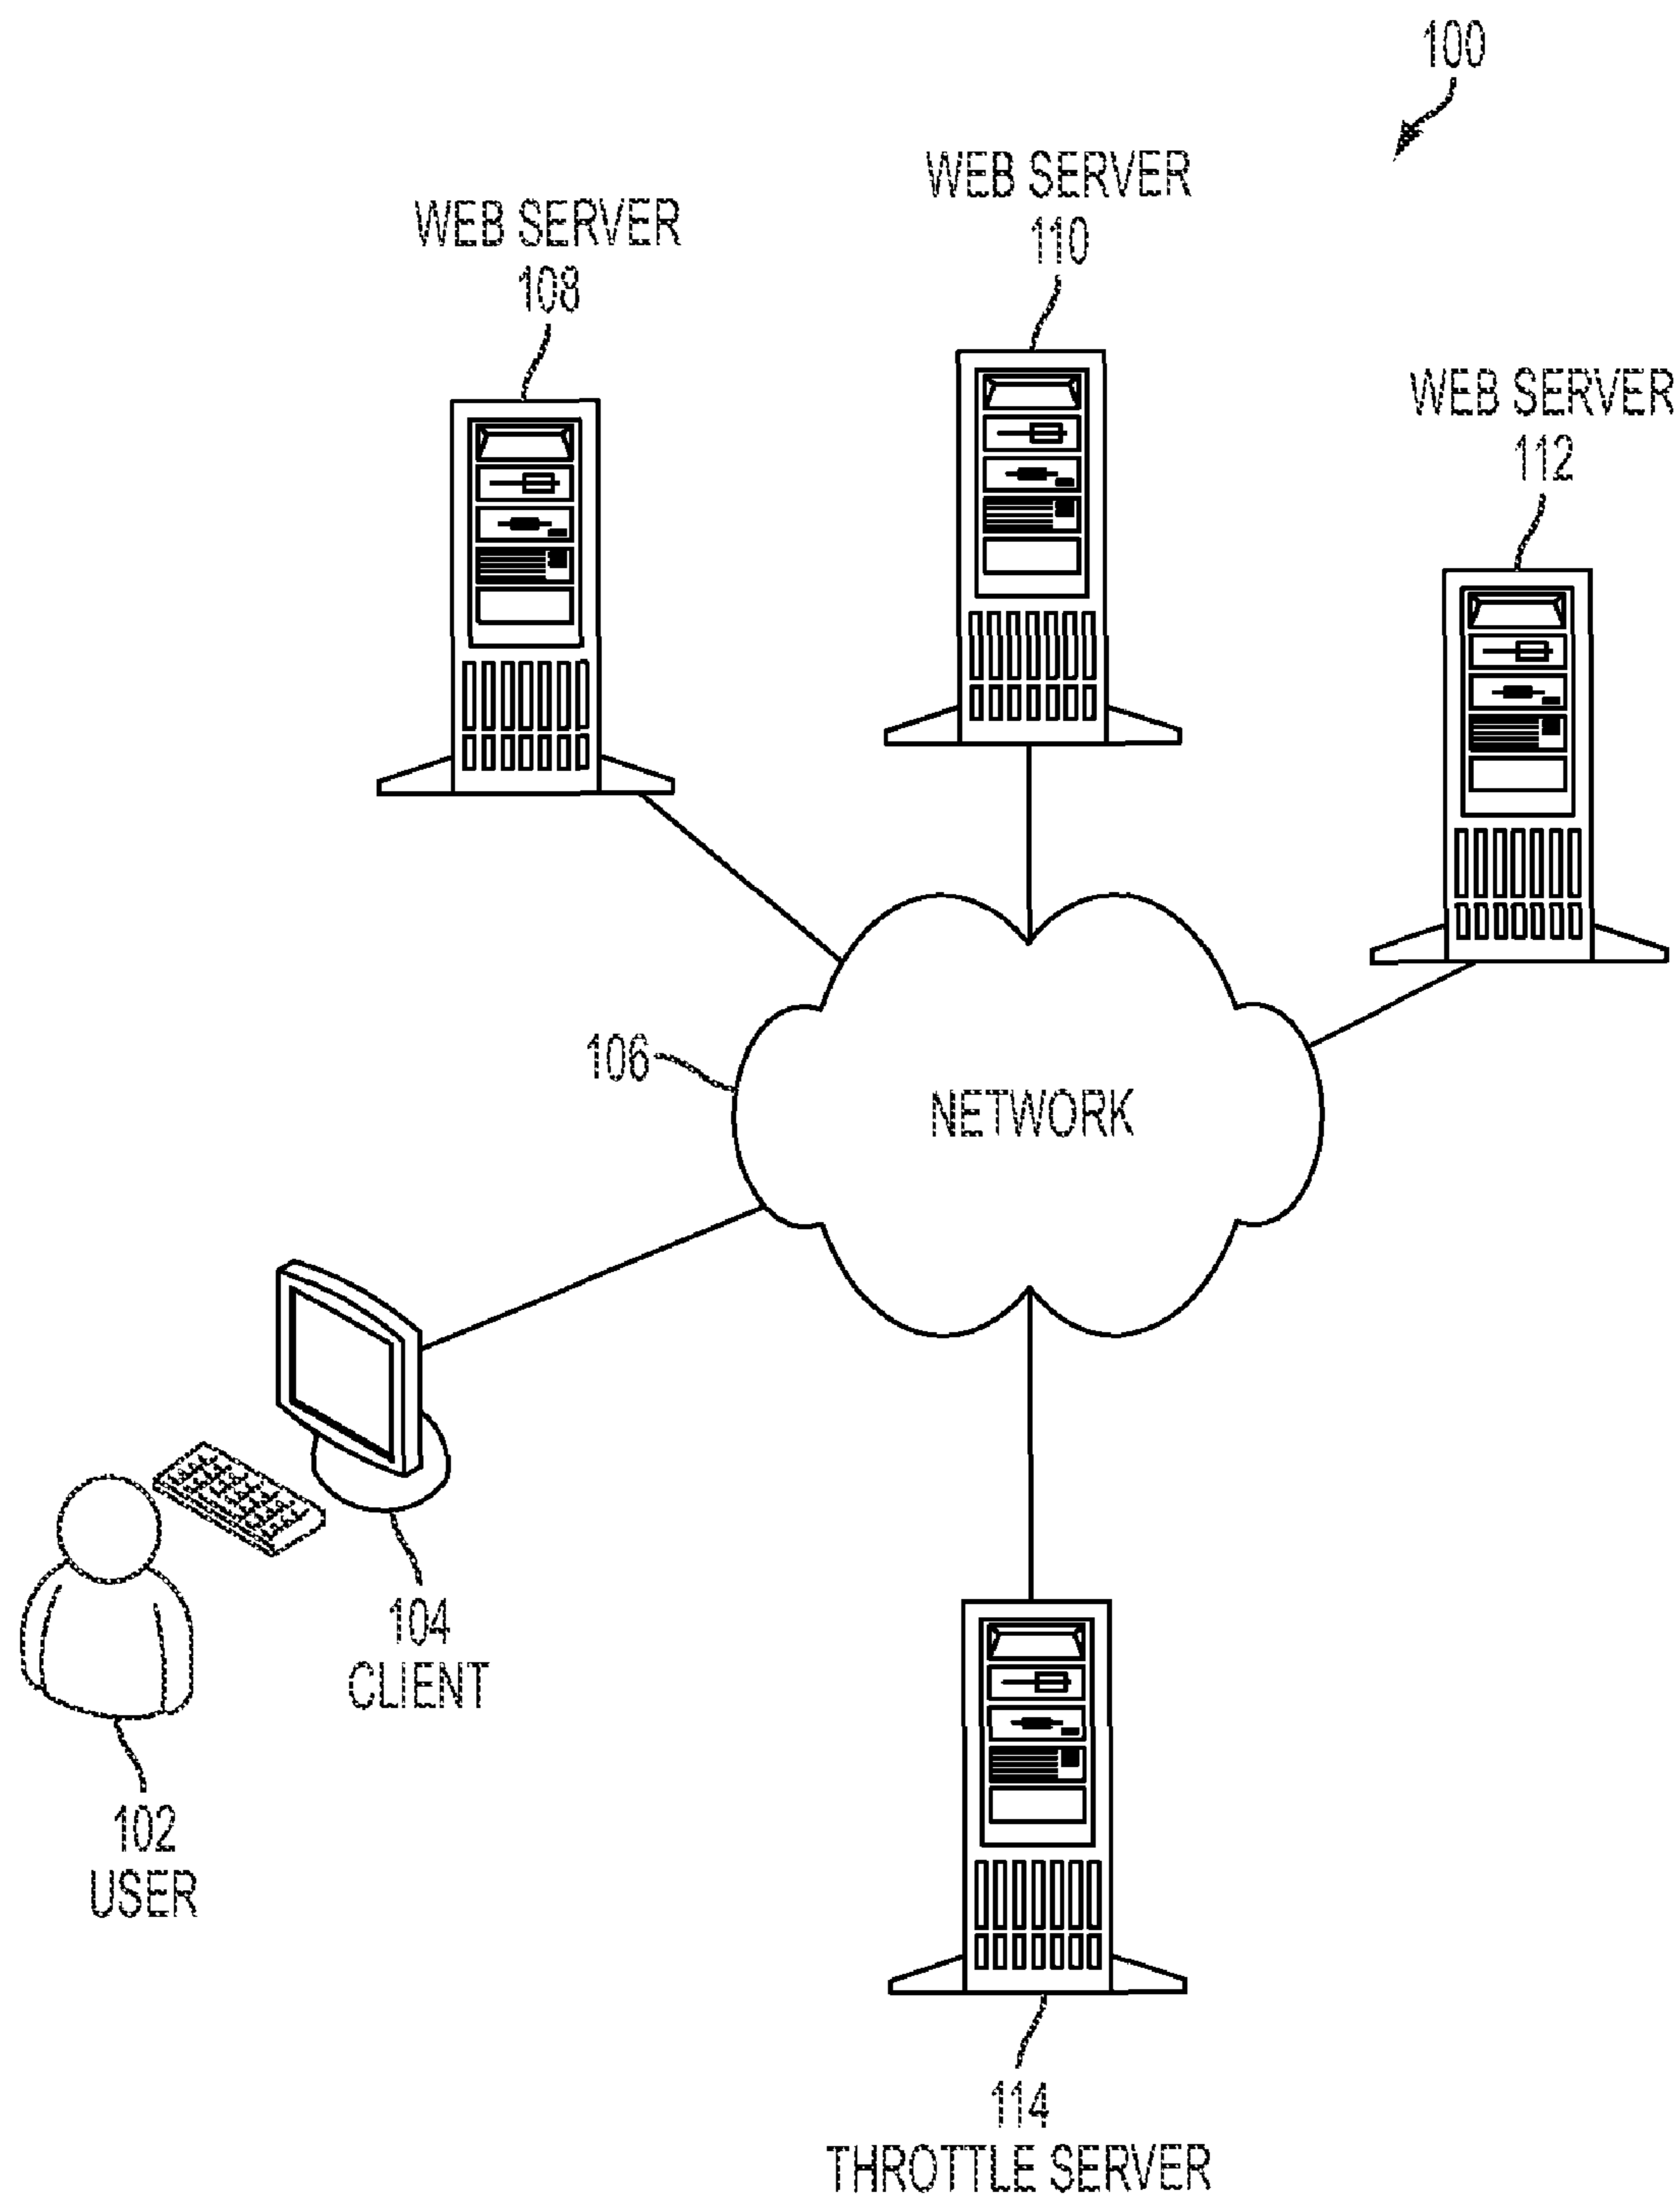 100
WEB SERVER
110
WEB SERVER
108
WEB SERVER
112
106
NETWORK
104
CLIENT
102
USER
114
THROTTLE SERVER